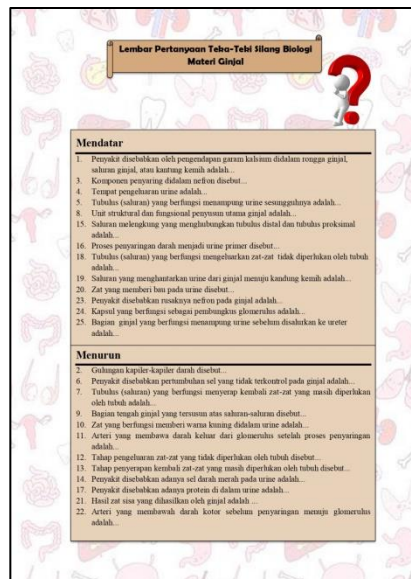 Lembar Pertanyaan Teka-Teki Silang Biologi
Materi Ginjal
Mendatar
1. Penyakit disebabkan oleh pengendapan garam kalsium didalam rongga ginjal,
saluran ginjal, atau kantung kemih adalah...
3. Komponen penyaring didalam nefron disebut...
4. Tempat pengeluaran urine adalah...
5. Tubulus (saluran) yang berfungsi menampung urine sesungguhnya adalah...
8. Unit struktural dan fungsional penyusun utama ginjal adalah...
15. Saluran melengkung yang menghubungkan tubulus distal dan tubulus proksimal
adalah...
16. Proses penyaringan darah menjadi urine primer disebut...
18. Tubulus (saluran) yang berfungsi mengeluarkan zat-zat tidak diperlukan oleh tubuh
adalah...
19. Saluran yang menghantarkan urine dari ginjal menuju kandung kemih adalah...
20. Zat yang memberi bau pada urine disebut...
23. Penyakit disebabkan rusaknya nefron pada ginjal adalah...
24. Kapsul yang berfungsi sebagai pembungkus glomerulus adalah...
25. Bagian ginjal yang berfungsi menampung urine sebelum disalurkan ke ureter
adalah...
Menurun
2. Gulungan kapiler-kapiler darah disebut...
6. Penyakit disebabkan pertumbuhan sel yang tidak terkontrol pada ginjal adalah...
7. Tubulus (saluran) yang berfungsi menyerap kembali zat-zat yang masih diperlukan
oleh tubuh adalah...
9. Bagian tengah ginjal yang tersusun atas saluran-saluran disebut...
10. Zat yang berfungsi memberi warna kuning didalam urine adalah...
11. Arteri yang membawa darah keluar dari glomerulus setelah proses penyaringan
adalah...
12. Tahap pengeluaran zat-zat yang tidak diperlukan oleh tubuh disebut...
13. Tahap penyerapan kembali zat-zat yang masih diperlukan oleh tubuh disebut...
14. Penyakit disebabkan adanya sel darah merah pada urine adalah...
17. Penyakit disebabkan adanya protein di dalam urine adalah...
21. Hasil zat sisa yang dihasilkan oleh ginjal adalah ...
22. Arteri yang membawah darah kotor sebelum penyaringan menuju glomerulus
adalah...